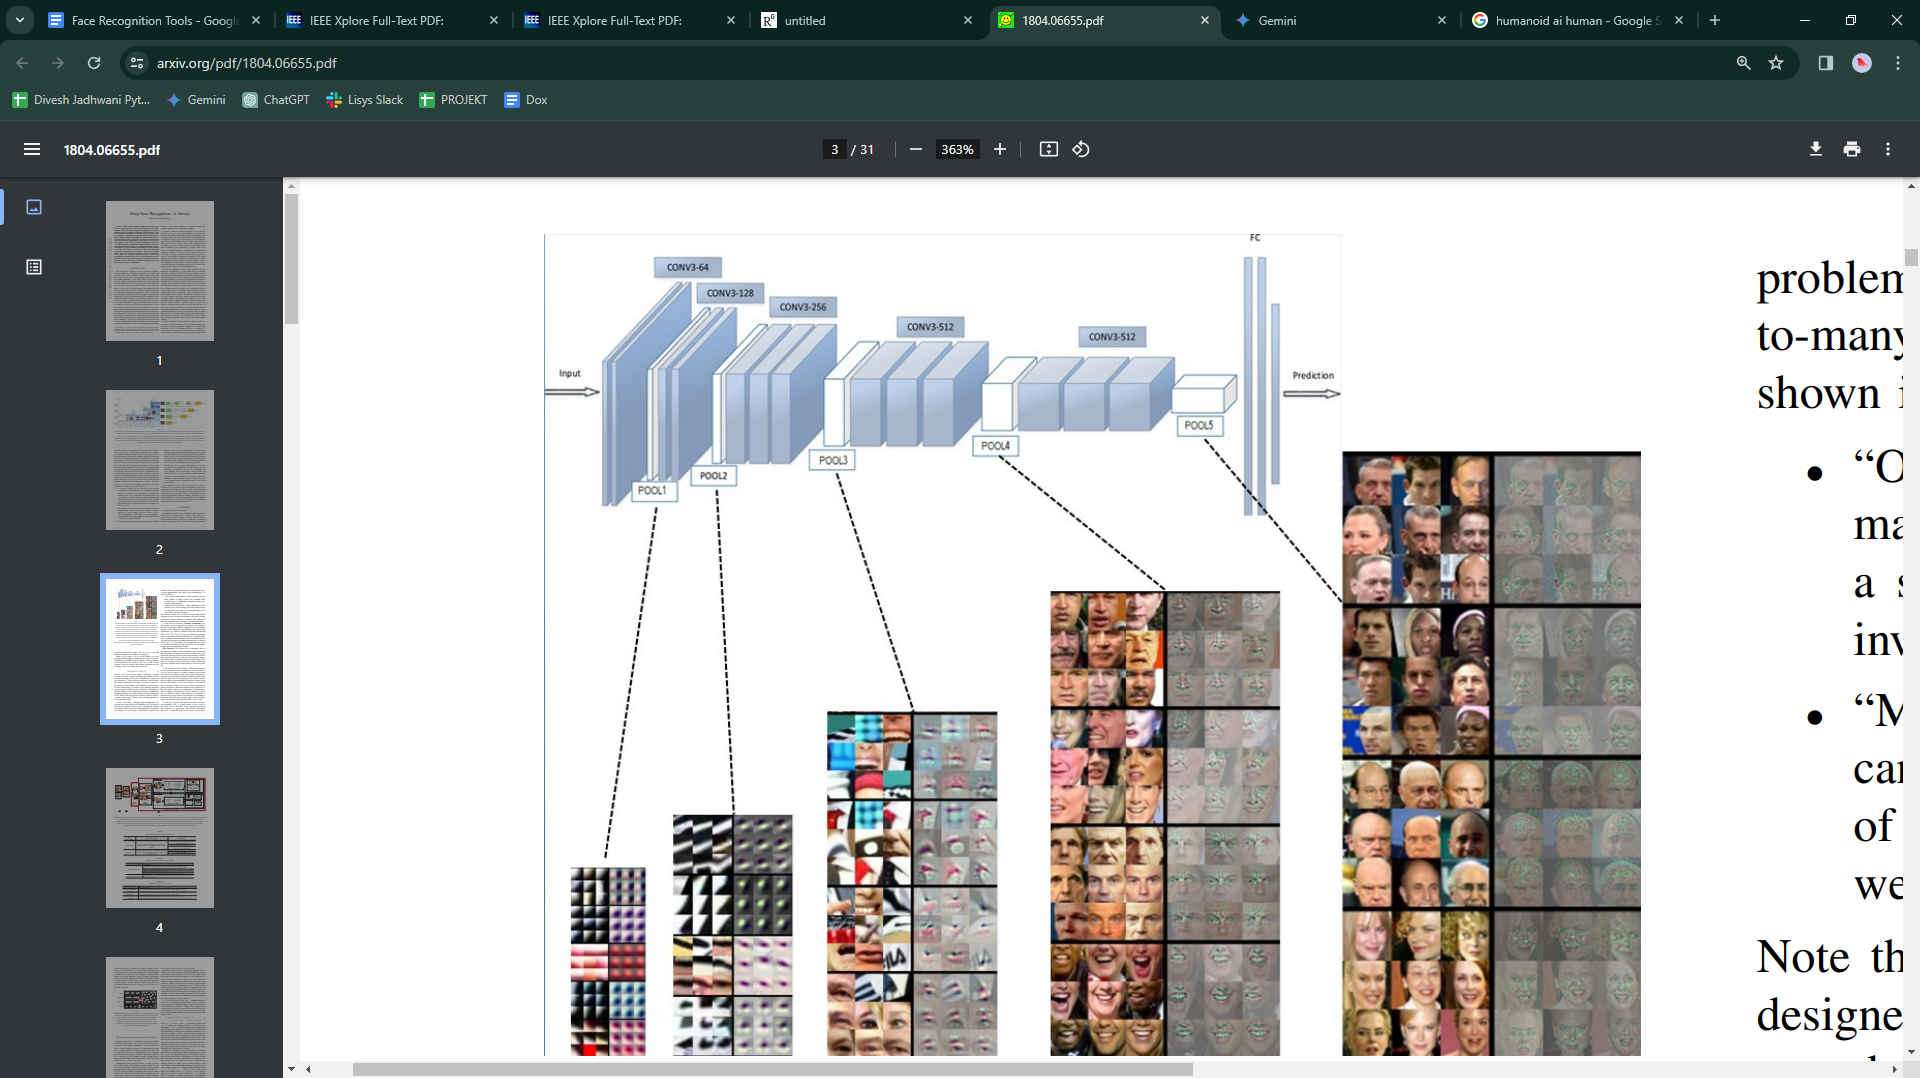 Face Recognition Tools - Googl
IEEE Xplore Full-Text PDF:
IEEE Xplore Full-Text PDF:
untitled
1804.06655.pdf
Gemini
humanoid ai human - Google S
arxiv.org/pdf/1804.06655.pdf
Divesh Jadhwani Pyt...
Gemini
ChatGPT
Lisys Slack
PROJEKT
Dox
1804.06655.pdf
3 / 31
363%
1
2
3
4
FC
CONV3-64
CONV3-128
CONV3-256
CONV3-512
CONV3-512
Input
Prediction
POOL1
POOL2
POOL3
POOL4
POOL5
problem
to-many
shown i
• “O
ma
a s
inv
• “M
car
of
we
Note th
designe